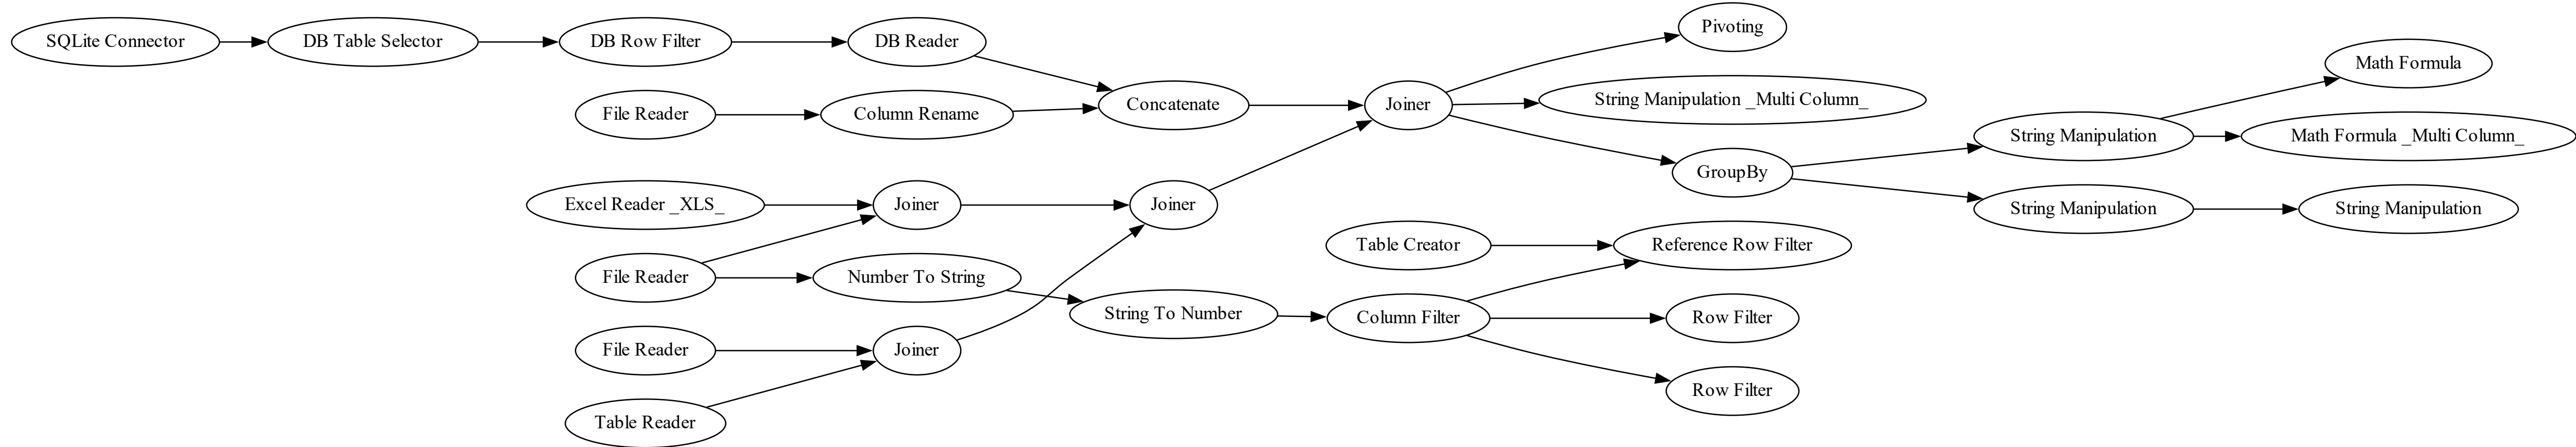 SQLite Connector
DB Table Selector
DB Row Filter
DB Reader
File Reader
Column Rename
Concatenate
Joiner
Pivoting
String Manipulation _Multi Column_
GroupBy
String Manipulation
Math Formula
Math Formula _Multi Column_
String Manipulation
String Manipulation
Excel Reader _XLS_
Joiner
Joiner
File Reader
Number To String
String To Number
Table Creator
Reference Row Filter
Column Filter
Row Filter
Row Filter
File Reader
Joiner
Table Reader